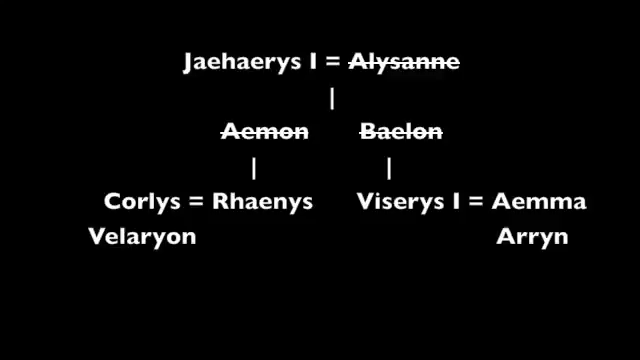 Jaehaerys I = Alysanne
|
Aemon Baelon
| |
Corlys = Rhaenys Viserys I = Aemma
Velaryon Arryn